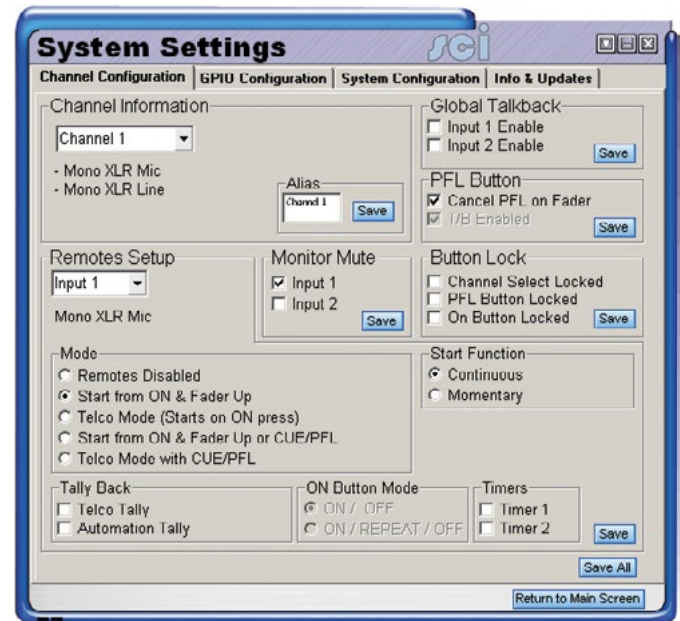 System Settings
sci
Channel Configuration
GPIO Configuration
System Configuration
Info & Updates
Channel Information
Channel 1
- Mono XLR Mic
- Mono XLR Line
Alias
Channel 1
Save
Global Talkback
Input 1 Enable
Input 2 Enable
Save
PFL Button
Cancel PFL on Fader
T/B Enabled
Save
Remotes Setup
Input 1
Mono XLR Mic
Monitor Mute
Input 1
Input 2
Save
Button Lock
Channel Select Locked
PFL Button Locked
On Button Locked
Save
Mode
Remotes Disabled
Start from ON & Fader Up
Telco Mode (Starts on ON press)
Start from ON & Fader Up or CUE/PFL
Telco Mode with CUE/PFL
Start Function
Continuous
Momentary
Tally Back
Telco Tally
Automation Tally
ON Button Mode
ON / OFF
ON / REPEAT / OFF
Timers
Timer 1
Timer 2
Save
Save All
Return to Main Screen